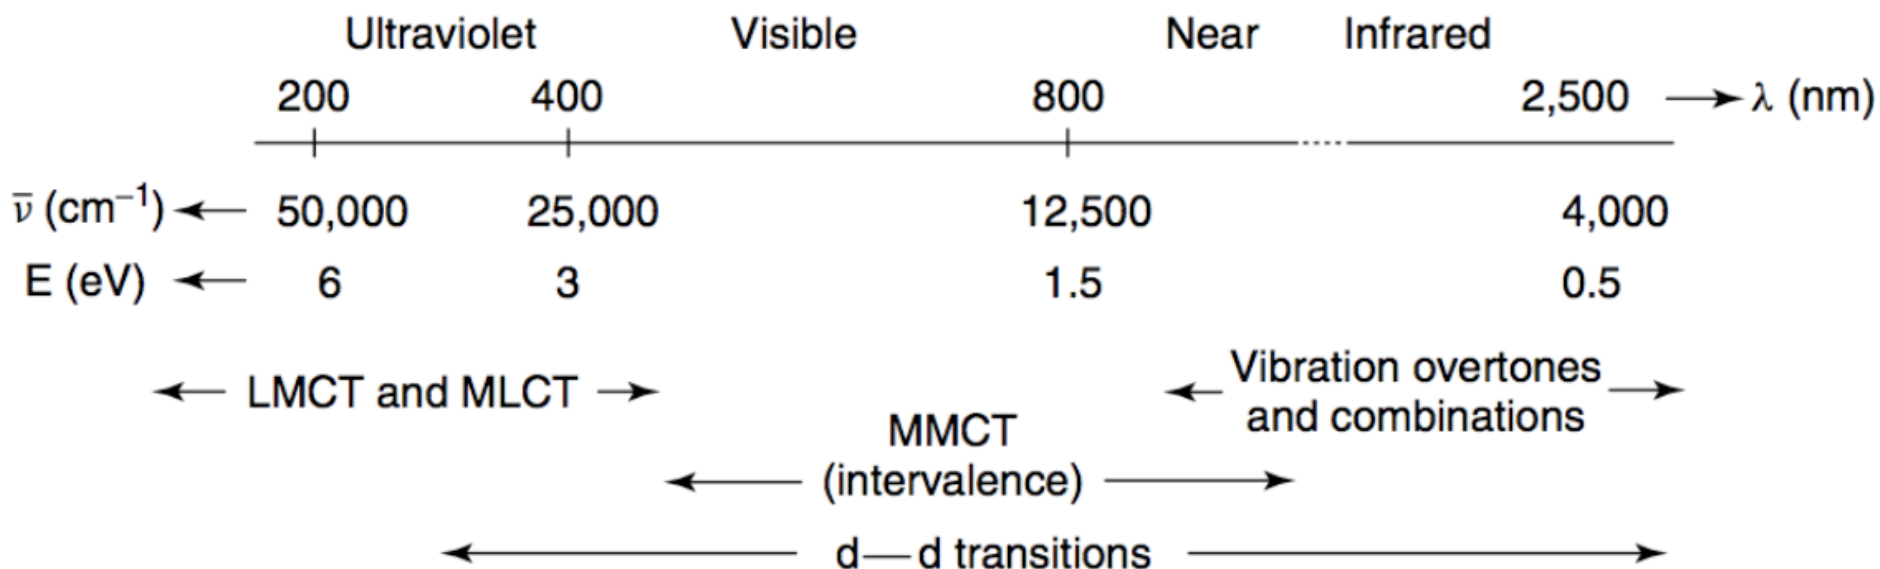 Ultraviolet Visible Near Infrared
200 400 800 2,500 λ (nm)
ν̅ (cm⁻¹) 50,000 25,000 12,500 4,000
E (eV) 6 3 1.5 0.5
LMCT and MLCT
Vibration overtones
and combinations
MMCT
(intervalence)
d—d transitions